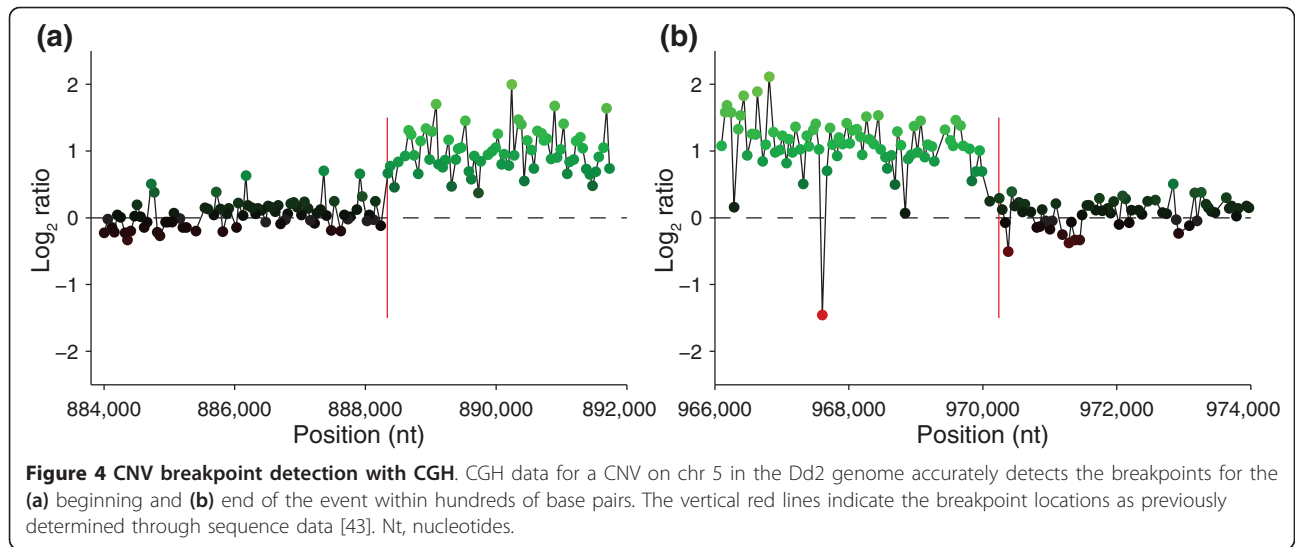 (a)
(b)
Log2 ratio
2
1
0
−1
−2
884,000 886,000 888,000 890,000 892,000
Position (nt)
Log2 ratio
2
1
0
−1
−2
966,000 968,000 970,000 972,000 974,000
Position (nt)
Figure 4 CNV breakpoint detection with CGH. CGH data for a CNV on chr 5 in the Dd2 genome accurately detects the breakpoints for the
(a) beginning and (b) end of the event within hundreds of base pairs. The vertical red lines indicate the breakpoint locations as previously
determined through sequence data [43]. Nt, nucleotides.